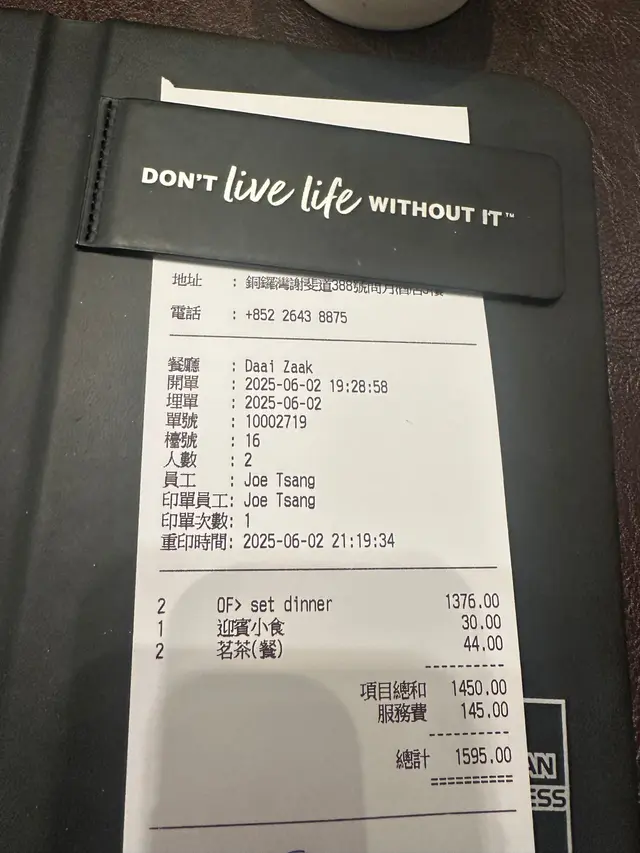 DON'T live life WITHOUT IT™
地址 : 銅鑼灣謝斐道388號
電話 : +852 2643 8875
餐廳 : Daai Zaak
開單 : 2025-06-02 19:28:58
埋單 : 2025-06-02
單號 : 10002719
檯號 : 16
人數 : 2
員工 : Joe Tsang
印單員工: Joe Tsang
印單次數: 1
重印時間: 2025-06-02 21:19:34
2 OF> set dinner 1376.00
1 迎賓小食 30.00
2 茗茶(餐) 44.00
項目總和 1450.00
服務費 145.00
總計 1595.00
AN
ESS